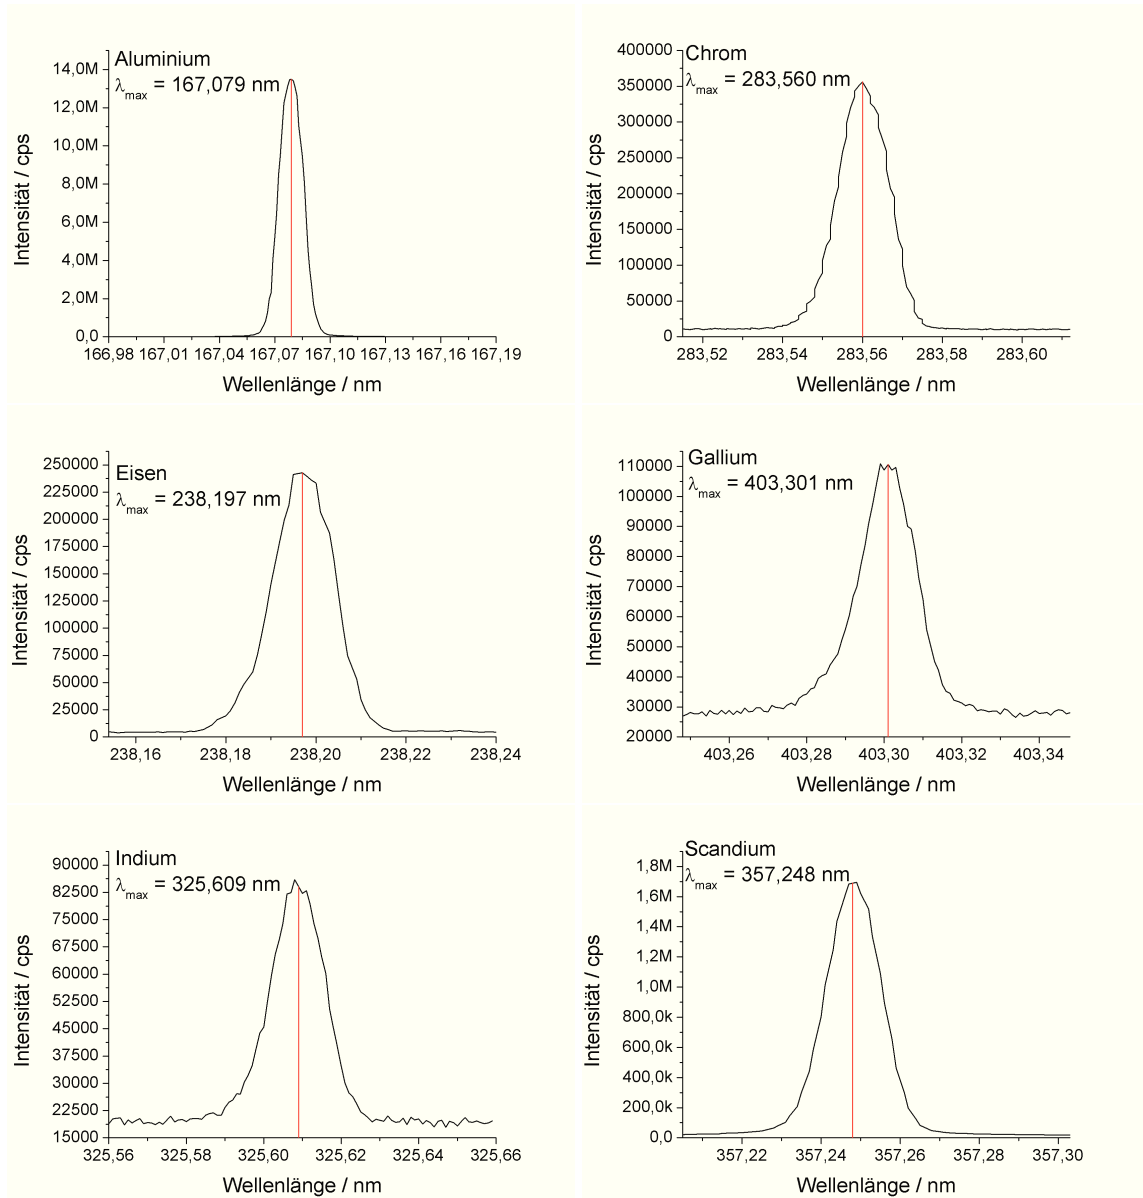 Aluminium
λmax = 167,079 nm
14,0M
12,0M
10,0M
8,0M
6,0M
4,0M
2,0M
0,0
166,98 167,01 167,04 167,07 167,10 167,13 167,16 167,19
Intensität / cps
Wellenlänge / nm
Chrom
λmax = 283,560 nm
400000
350000
300000
250000
200000
150000
100000
50000
0
283,52 283,54 283,56 283,58 283,60
Intensität / cps
Wellenlänge / nm
Eisen
λmax = 238,197 nm
250000
225000
200000
175000
150000
125000
100000
75000
50000
25000
0
238,16 238,18 238,20 238,22 238,24
Intensität / cps
Wellenlänge / nm
Gallium
λmax = 403,301 nm
110000
100000
90000
80000
70000
60000
50000
40000
30000
20000
403,26 403,28 403,30 403,32 403,34
Intensität / cps
Wellenlänge / nm
Indium
λmax = 325,609 nm
90000
82500
75000
67500
60000
52500
45000
37500
30000
22500
15000
325,56 325,58 325,60 325,62 325,64 325,66
Intensität / cps
Wellenlänge / nm
Scandium
λmax = 357,248 nm
1,8M
1,6M
1,4M
1,2M
1,0M
800,0k
600,0k
400,0k
200,0k
0,0
357,22 357,24 357,26 357,28 357,30
Intensität / cps
Wellenlänge / nm